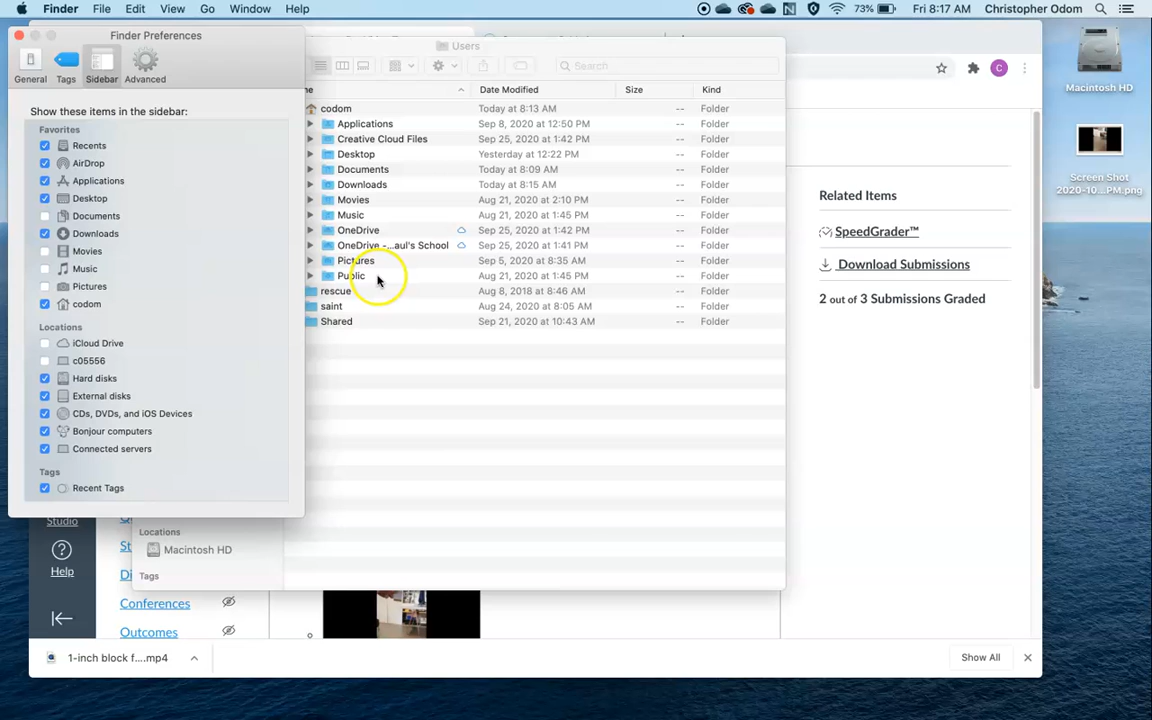 Finder File Edit View Go Window Help 73% Fri 8:17 AM Christopher Odom
Finder Preferences
General Tags Sidebar Advanced
Show these items in the sidebar:
Favorites
Recents
AirDrop
Applications
Desktop
Documents
Downloads
Movies
Music
Pictures
codom
Locations
iCloud Drive
c05556
Hard disks
External disks
CDs, DVDs, and iOS Devices
Bonjour computers
Connected servers
Tags
Recent Tags
Users
Search
me Date Modified Size Kind
codom Today at 8:13 AM -- Folder
Applications Sep 8, 2020 at 12:50 PM -- Folder
Creative Cloud Files Sep 25, 2020 at 1:42 PM -- Folder
Desktop Yesterday at 12:22 PM -- Folder
Documents Today at 8:09 AM -- Folder
Downloads Today at 8:15 AM -- Folder
Movies Aug 21, 2020 at 2:10 PM -- Folder
Music Aug 21, 2020 at 1:45 PM -- Folder
OneDrive Sep 25, 2020 at 1:42 PM -- Folder
OneDrive -...aul's School Sep 25, 2020 at 1:41 PM -- Folder
Pictures Sep 5, 2020 at 8:35 AM -- Folder
Public Aug 21, 2020 at 1:45 PM -- Folder
rescue Aug 8, 2018 at 8:46 AM -- Folder
saint Aug 24, 2020 at 8:05 AM -- Folder
Shared Sep 21, 2020 at 10:43 AM -- Folder
Locations
Macintosh HD
Tags
C
Related Items
SpeedGrader™
Download Submissions
2 out of 3 Submissions Graded
Studio
Help
Conferences
Outcomes
1-inch block f....mp4
Show All
Macintosh HD
Screen Shot
2020-10...PM.png